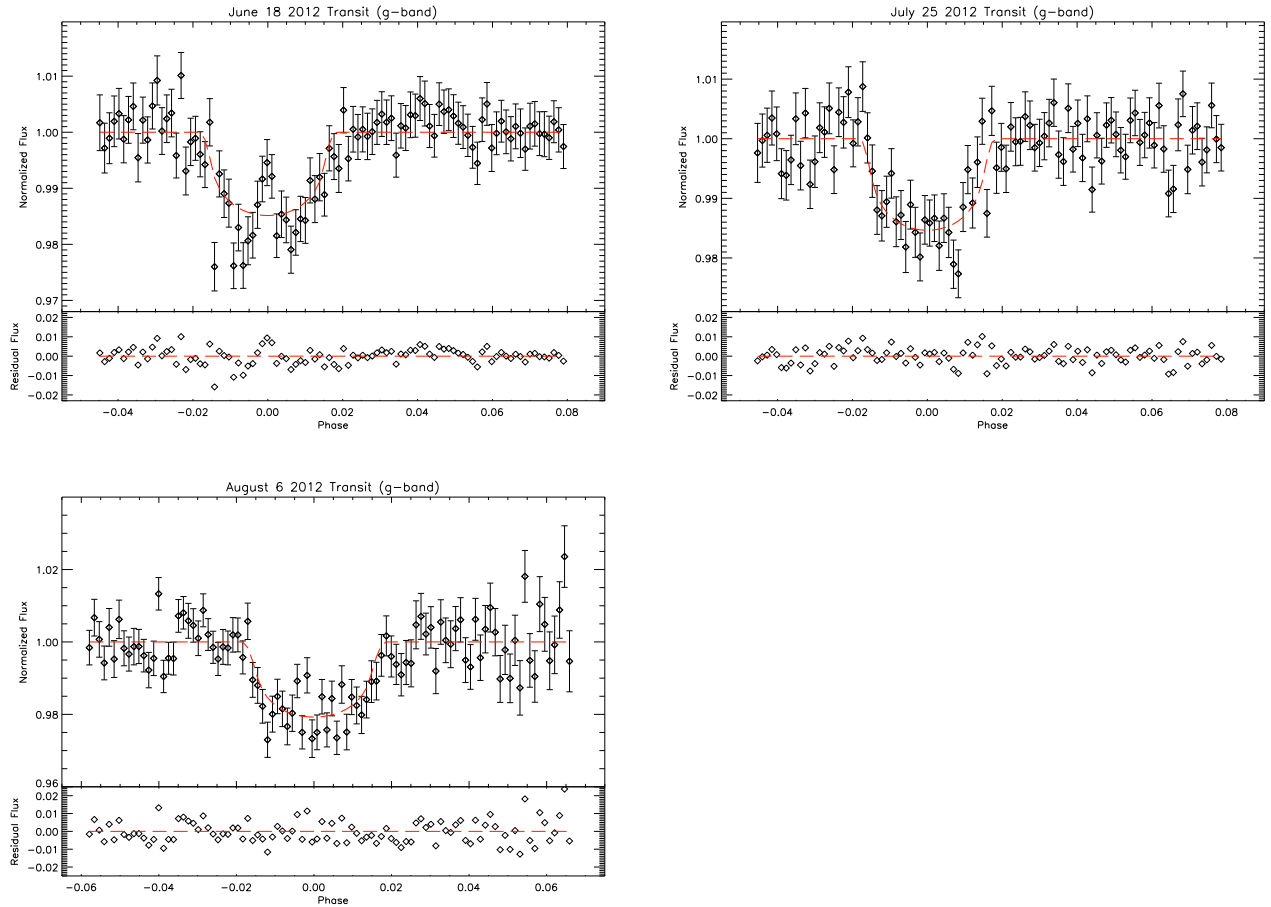 June 18 2012 Transit (g-band)
Normalized Flux
1.01
1.00
0.99
0.98
0.97
Residual Flux
0.02
0.01
0.00
-0.01
-0.02
-0.04 -0.02 0.00 0.02 0.04 0.06 0.08
Phase
July 25 2012 Transit (g-band)
Normalized Flux
1.01
1.00
0.99
0.98
Residual Flux
0.02
0.01
0.00
-0.01
-0.02
-0.04 -0.02 0.00 0.02 0.04 0.06 0.08
Phase
August 6 2012 Transit (g-band)
Normalized Flux
1.02
1.00
0.98
0.96
Residual Flux
0.02
0.01
0.00
-0.01
-0.02
-0.06 -0.04 -0.02 0.00 0.02 0.04 0.06
Phase